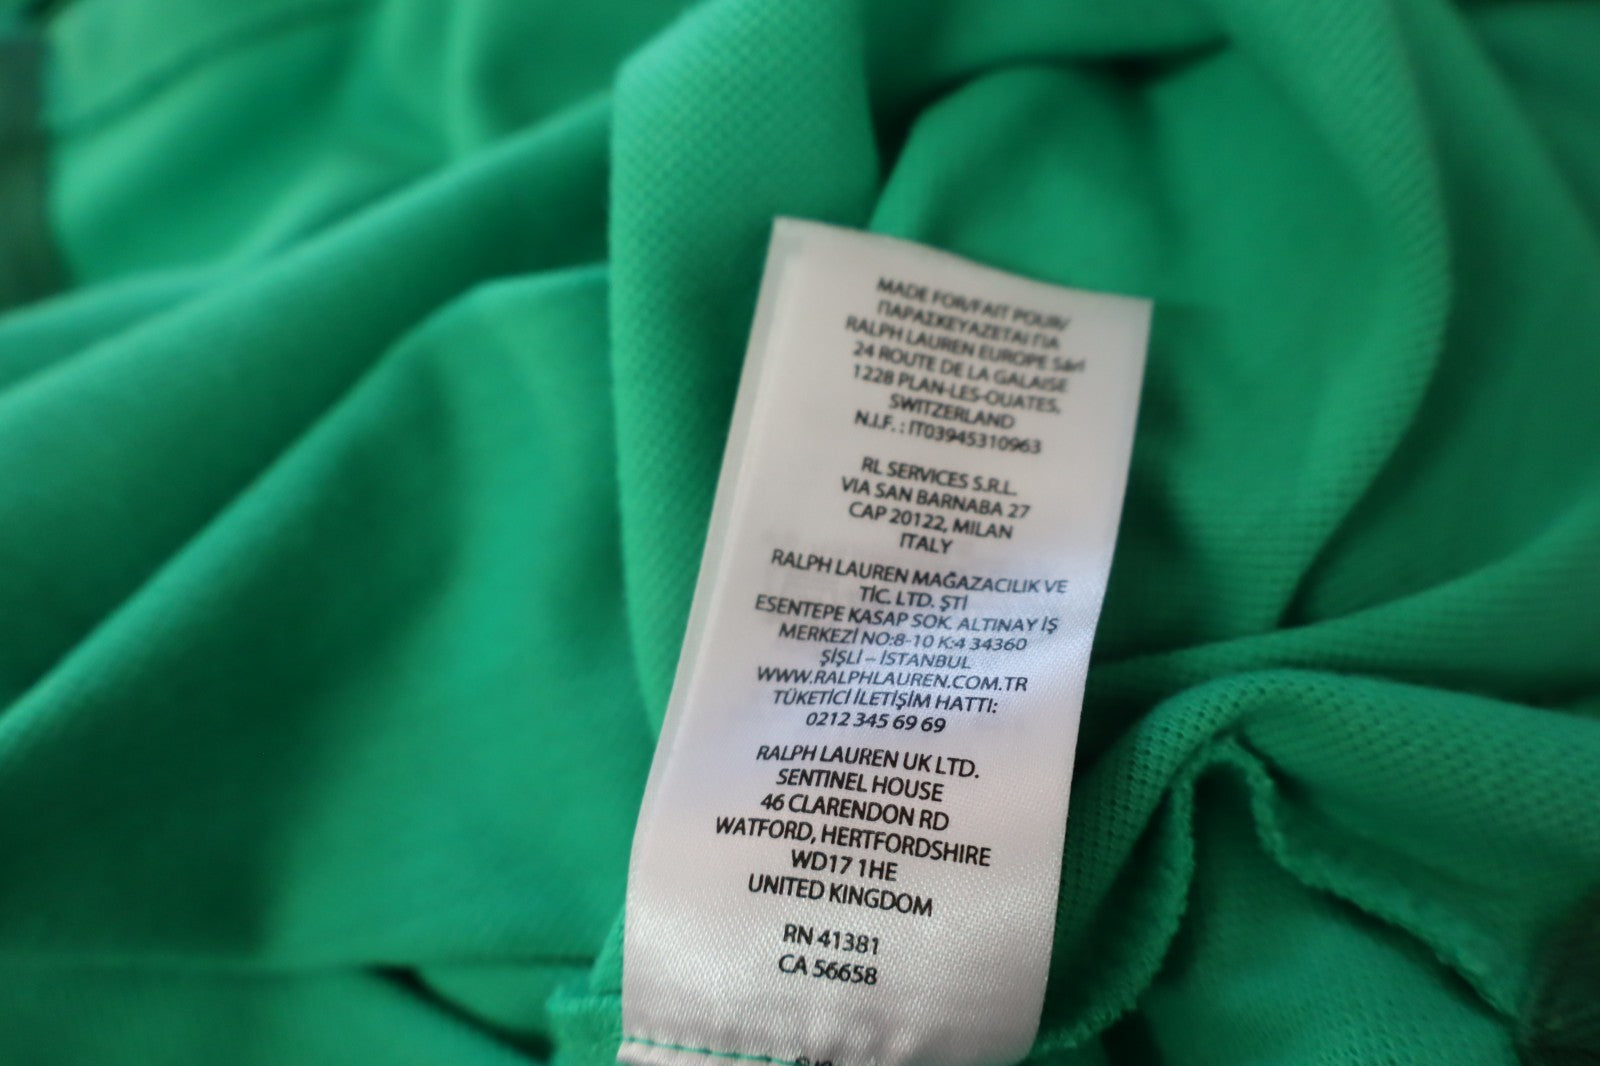 MADE FOR/FAIT POUR/
ΠΑΡΑΣΚΕΥΑΖΕΤΑΙ ΓΙΑ
RALPH LAUREN EUROPE Sàrl
24 ROUTE DE LA GALAISE
1228 PLAN-LES-OUATES,
SWITZERLAND
N.I.F. : IT03945310963
RL SERVICES S.R.L.
VIA SAN BARNABA 27
CAP 20122, MILAN
ITALY
RALPH LAUREN MAĞAZACILIK VE
TİC. LTD. ŞTİ
ESENTEPE KASAP SOK. ALTINAY İŞ
MERKEZİ NO:8-10 K:4 34360
ŞİŞLİ – İSTANBUL
WWW.RALPHLAUREN.COM.TR
TÜKETİCİ İLETİŞİM HATTI:
0212 345 69 69
RALPH LAUREN UK LTD.
SENTINEL HOUSE
46 CLARENDON RD
WATFORD, HERTFORDSHIRE
WD17 1HE
UNITED KINGDOM
RN 41381
CA 56658